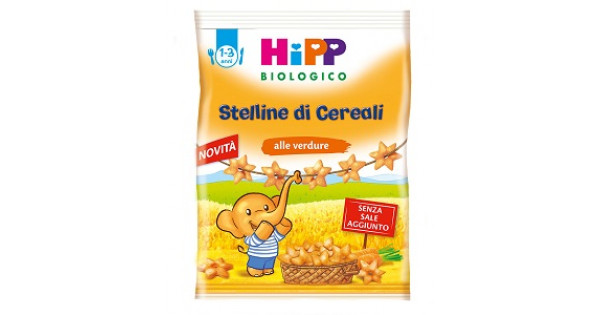 1-3
anni
HiPP
BIOLOGICO
Stelline di Cereali
alle verdure
NOVITÀ
SENZA
SALE
AGGIUNTO